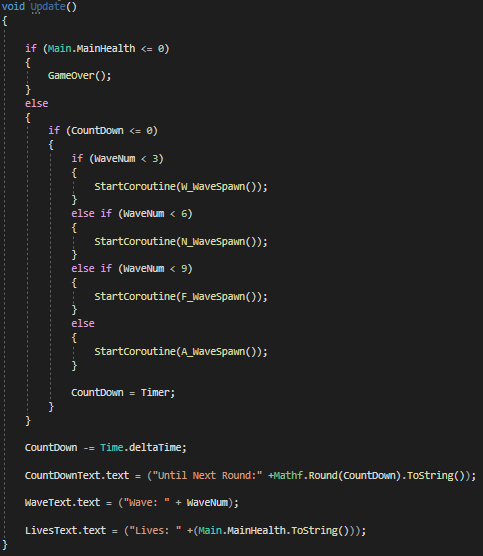 void Update()
{
if (Main.MainHealth <= 0)
{
GameOver();
}
else
{
if (CountDown <= 0)
{
if (WaveNum < 3)
{
StartCoroutine(W_WaveSpawn());
}
else if (WaveNum < 6)
{
StartCoroutine(N_WaveSpawn());
}
else if (WaveNum < 9)
{
StartCoroutine(F_WaveSpawn());
}
else
{
StartCoroutine(A_WaveSpawn());
}
CountDown = Timer;
}
}
CountDown -= Time.deltaTime;
CountDownText.text = ("Until Next Round:" +Mathf.Round(CountDown).ToString());
WaveText.text = ("Wave: " + WaveNum);
LivesText.text = ("Lives: " +(Main.MainHealth.ToString()));
}